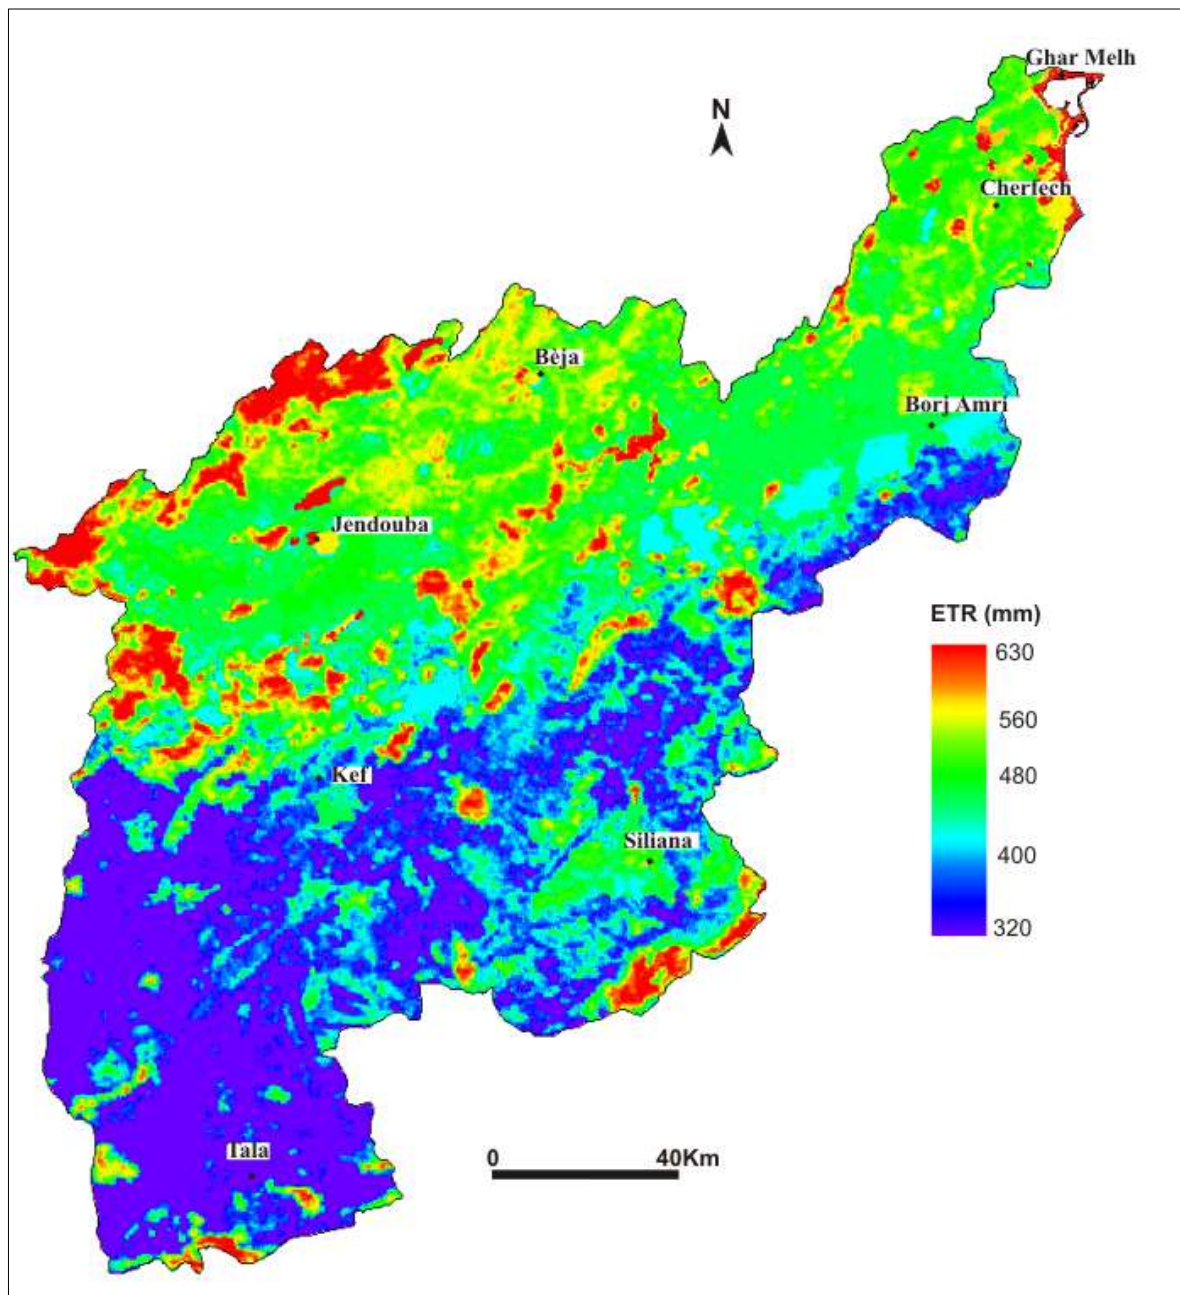 Ghar Melh
N
Cherfech
Bèja
Borj Amri
Jendouba
ETR (mm)
630
560
480
400
320
Kef
Siliana
Tala
0
40Km